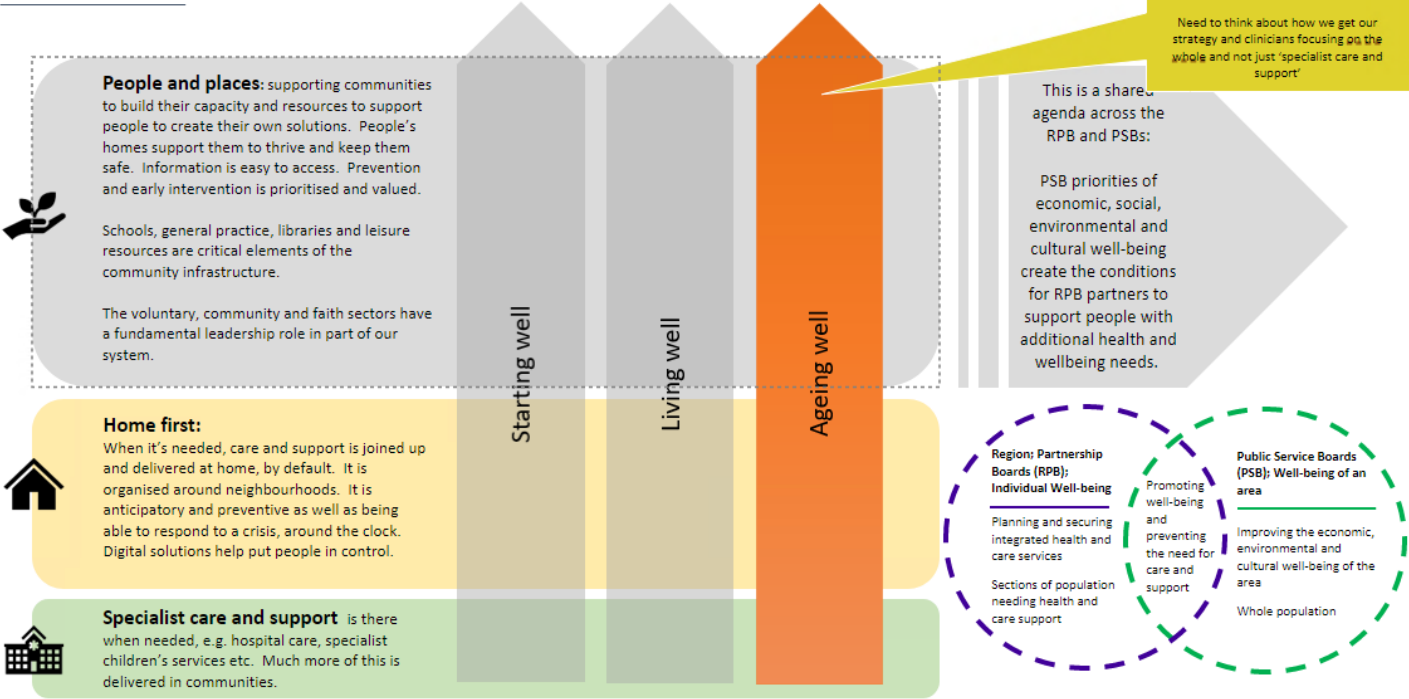 People and places: supporting communities
to build their capacity and resources to support
people to create their own solutions. People's
homes support them to thrive and keep them
safe. Information is easy to access. Prevention
and early intervention is prioritised and valued.
Schools, general practice, libraries and leisure
resources are critical elements of the
community infrastructure.
The voluntary, community and faith sectors have
a fundamental leadership role in part of our
system.
Home first:
When it's needed, care and support is joined up
and delivered at home, by default. It is
organised around neighbourhoods. It is
anticipatory and preventive as well as being
able to respond to a crisis, around the clock.
Digital solutions help put people in control.
Specialist care and support is there
when needed, e.g. hospital care, specialist
children's services etc. Much more of this is
delivered in communities.
Starting well
Living well
Ageing well
Need to think about how we get our
strategy and clinicians focusing on the
whole and not just 'specialist care and
support'
This is a shared
agenda across the
RPB and PSBs:
PSB priorities of
economic, social,
environmental and
cultural well-being
create the conditions
for RPB partners to
support people with
additional health and
wellbeing needs.
Region; Partnership
Boards (RPB);
Individual Well-being
Planning and securing
integrated health and
care services
Sections of population
needing health and
care support
Promoting
well-being
and
preventing
the need for
care and
support
Public Service Boards
(PSB); Well-being of an
area
Improving the economic,
environmental and
cultural well-being of the
area
Whole population